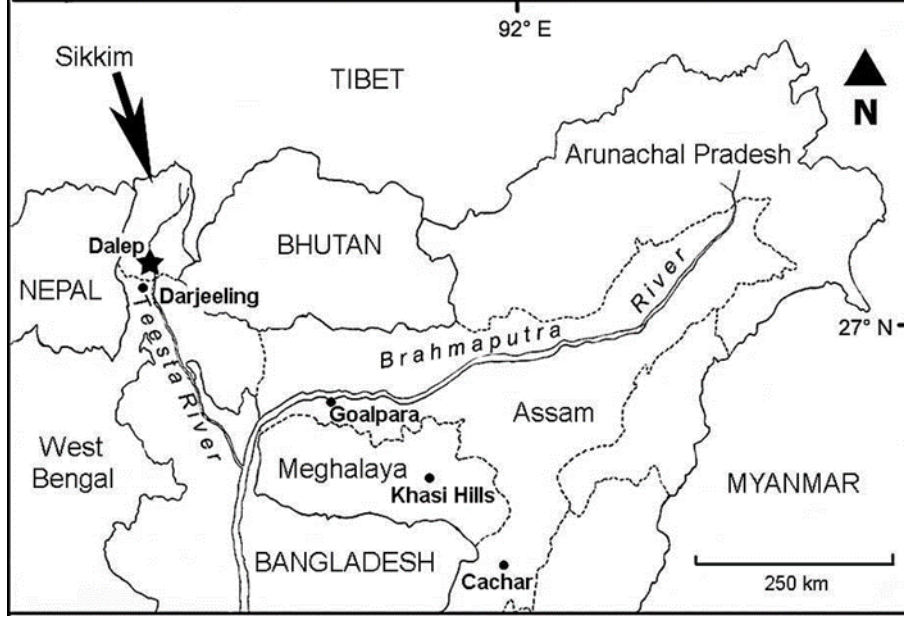 92° E
Sikkim
TIBET
N
Arunachal Pradesh
Dalep
BHUTAN
NEPAL
Darjeeling
Teesta River
Brahmaputra River
27° N
Goalpara
Assam
West
Bengal
Meghalaya
Khasi Hills
MYANMAR
BANGLADESH
Cachar
250 km